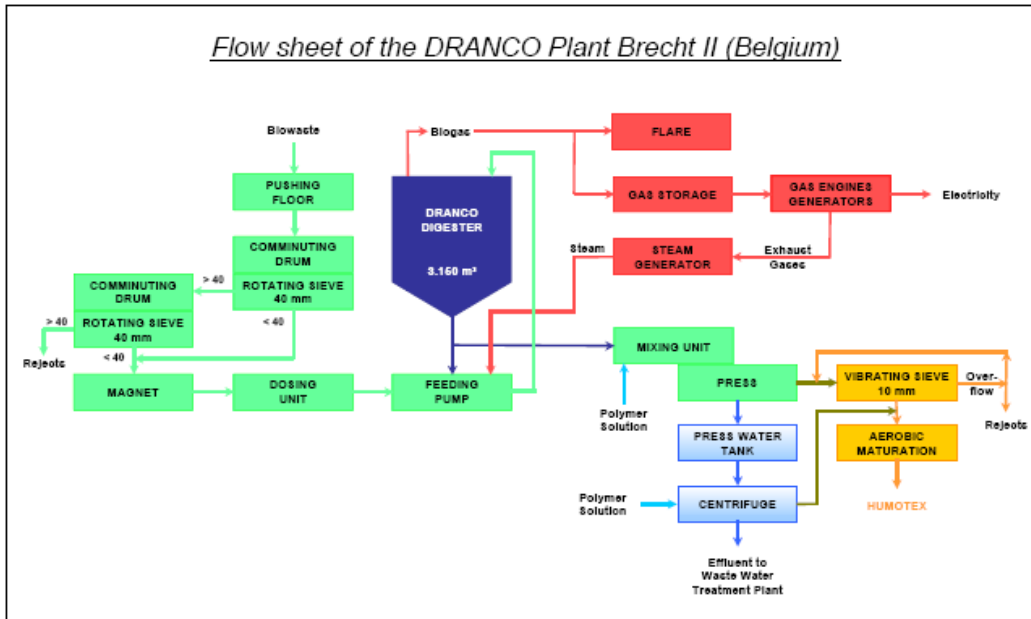 Flow sheet of the DRANCO Plant Brecht II (Belgium)
Biowaste
PUSHING
FLOOR
COMMINUTING
DRUM
ROTATING SIEVE
40 mm
> 40
< 40
COMMINUTING
DRUM
ROTATING SIEVE
40 mm
> 40
Rejects
< 40
MAGNET
DOSING
UNIT
FEEDING
PUMP
DRANCO
DIGESTER
3.150 m³
Biogas
FLARE
GAS STORAGE
GAS ENGINES
GENERATORS
Electricity
Exhaust
Gases
STEAM
GENERATOR
Steam
MIXING UNIT
Polymer
Solution
PRESS
VIBRATING SIEVE
10 mm
Over-
flow
Rejects
PRESS WATER
TANK
AEROBIC
MATURATION
HUMOTEX
Polymer
Solution
CENTRIFUGE
Effluent to
Waste Water
Treatment Plant